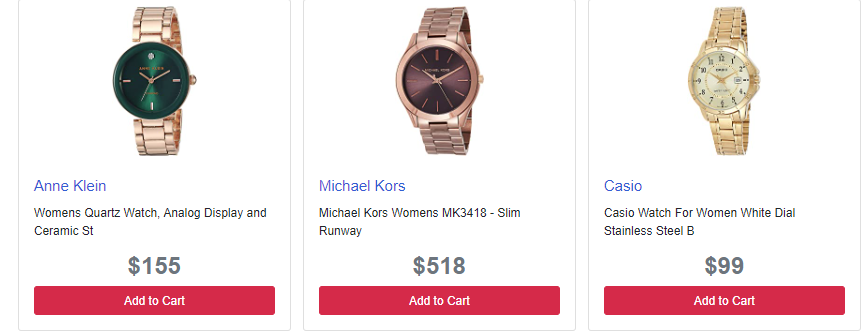 Anne Klein
Womens Quartz Watch, Analog Display and
Ceramic St
$155
Add to Cart
MICHAEL KORS
Michael Kors
Michael Kors Womens MK3418 - Slim
Runway
$518
Add to Cart
Casio
Casio Watch For Women White Dial
Stainless Steel B
$99
Add to Cart